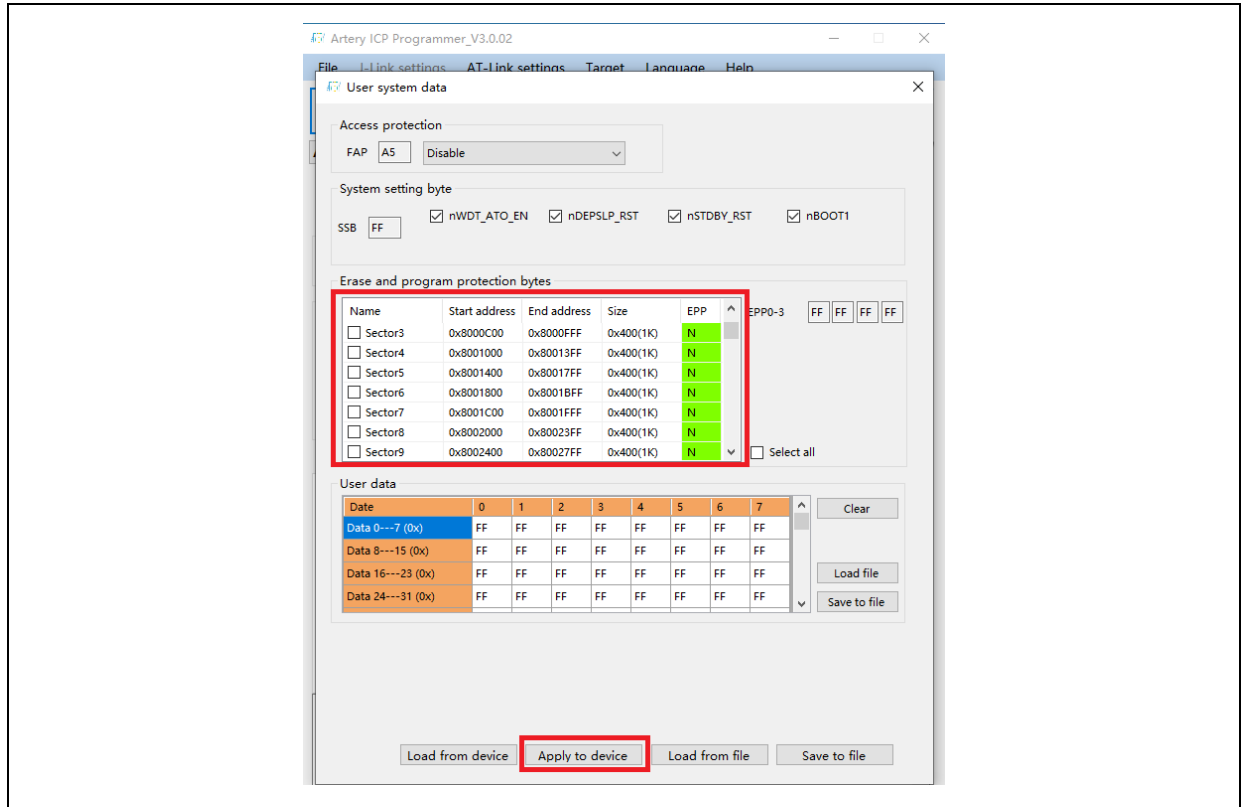 Artery ICP Programmer_V3.0.02
File J-Link settings AT-Link settings Target Language Help
User system data
Access protection
FAP A5 Disable
System setting byte
SSB FF nWDT_ATO_EN nDEPSLP_RST nSTDBY_RST nBOOT1
Erase and program protection bytes
Name Start address End address Size EPP EPP0-3 FF FF FF FF
Sector3 0x8000C00 0x8000FFF 0x400(1K) N
Sector4 0x8001000 0x80013FF 0x400(1K) N
Sector5 0x8001400 0x80017FF 0x400(1K) N
Sector6 0x8001800 0x8001BFF 0x400(1K) N
Sector7 0x8001C00 0x8001FFF 0x400(1K) N
Sector8 0x8002000 0x80023FF 0x400(1K) N
Sector9 0x8002400 0x80027FF 0x400(1K) N Select all
User data
Date 0 1 2 3 4 5 6 7 Clear
Data 0---7 (0x) FF FF FF FF FF FF FF FF
Data 8---15 (0x) FF FF FF FF FF FF FF FF
Data 16---23 (0x) FF FF FF FF FF FF FF FF Load file
Data 24---31 (0x) FF FF FF FF FF FF FF FF Save to file
Load from device Apply to device Load from file Save to file